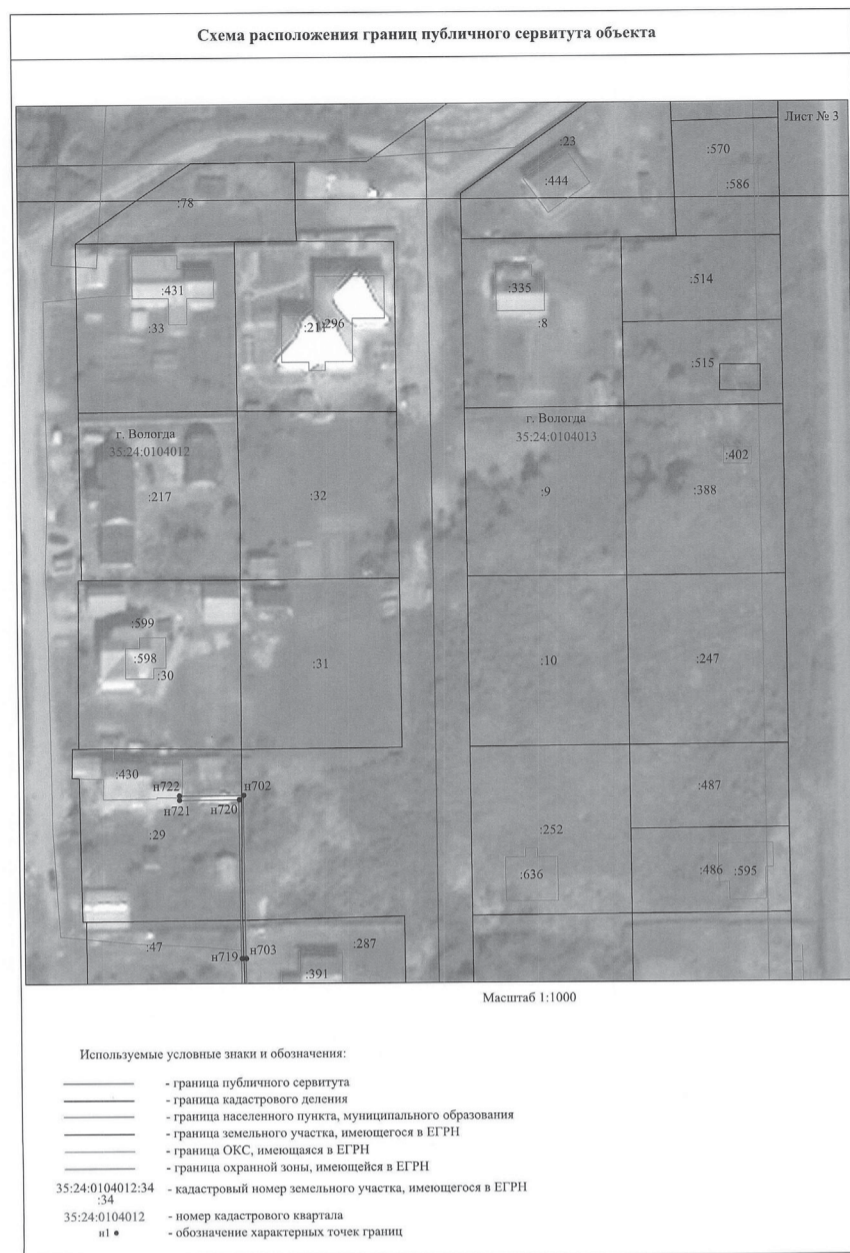 Схема расположения границ публичного сервитута объекта
Лист № 3
:23
:570
:444
:586
:78
:431
:335
:514
:33
:296
:8
:515
г. Вологда
35:24:0104012
г. Вологда
35:24:0104013
:402
:217
:32
:9
:388
:599
:598
:30
:31
:10
:247
:430
н722
н702
:487
н721
н720
:29
:252
:636
:486
:595
:47
н719
н703
:287
:391
Масштаб 1:1000
Используемые условные знаки и обозначения:
- граница публичного сервитута
- граница кадастрового деления
- граница населенного пункта, муниципального образования
- граница земельного участка, имеющегося в ЕГРН
- граница ОКС, имеющаяся в ЕГРН
- граница охранной зоны, имеющейся в ЕГРН
35:24:0104012:34
:34
- кадастровый номер земельного участка, имеющегося в ЕГРН
35:24:0104012 - номер кадастрового квартала
н1 • - обозначение характерных точек границ